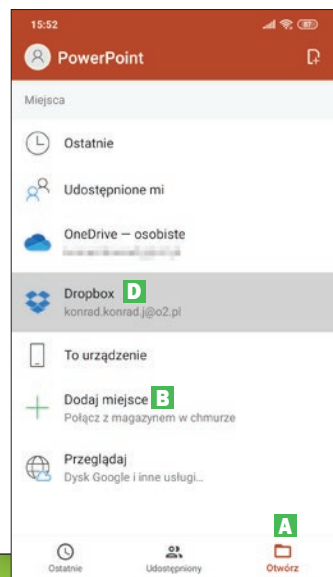 15:52
PowerPoint
Miejsca
Ostatnie
Udostępnione mi
OneDrive — osobiste
Dropbox D
konrad.konrad.j@o2.pl
To urządzenie
Dodaj miejsce B
Połącz z magazynem w chmurze
Przeglądaj
Dysk Google i inne usługi...
A
Ostatnie Udostępniony Otwórz